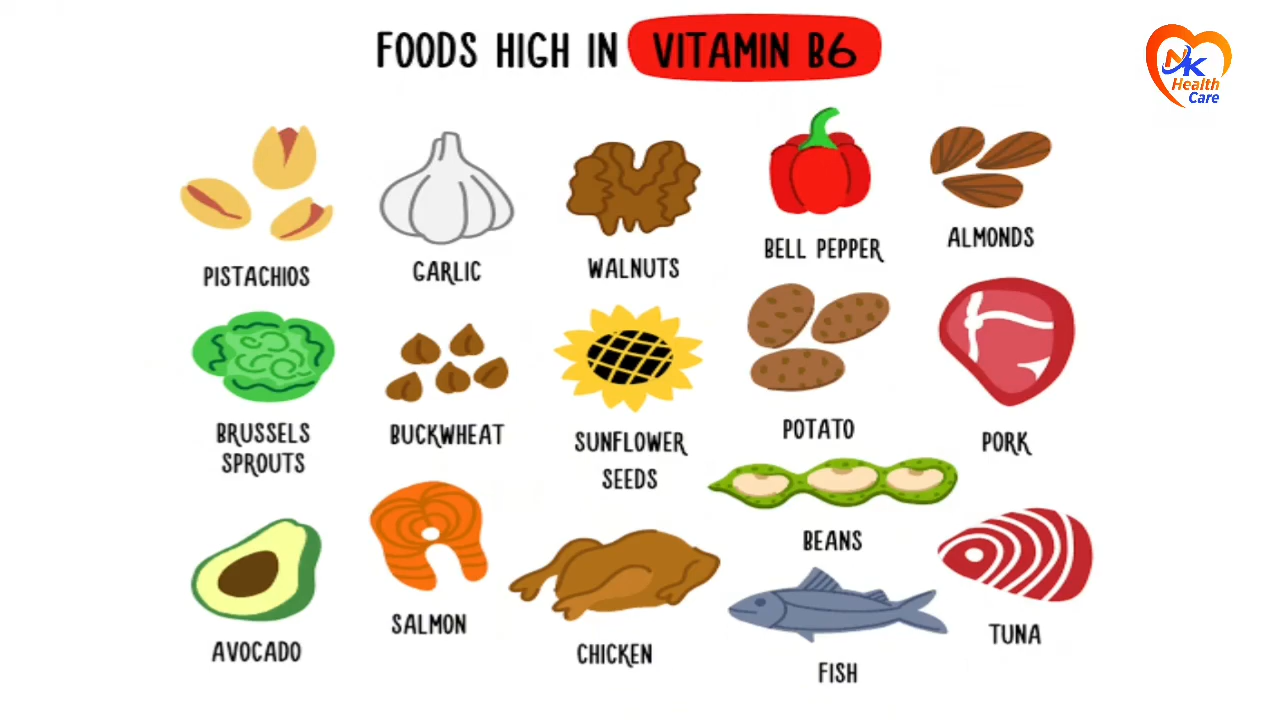 FOODS HIGH IN VITAMIN B6
NK
Health
Care
PISTACHIOS
GARLIC
WALNUTS
BELL PEPPER
ALMONDS
BRUSSELS
SPROUTS
BUCKWHEAT
SUNFLOWER
SEEDS
POTATO
PORK
BEANS
AVOCADO
SALMON
CHICKEN
FISH
TUNA